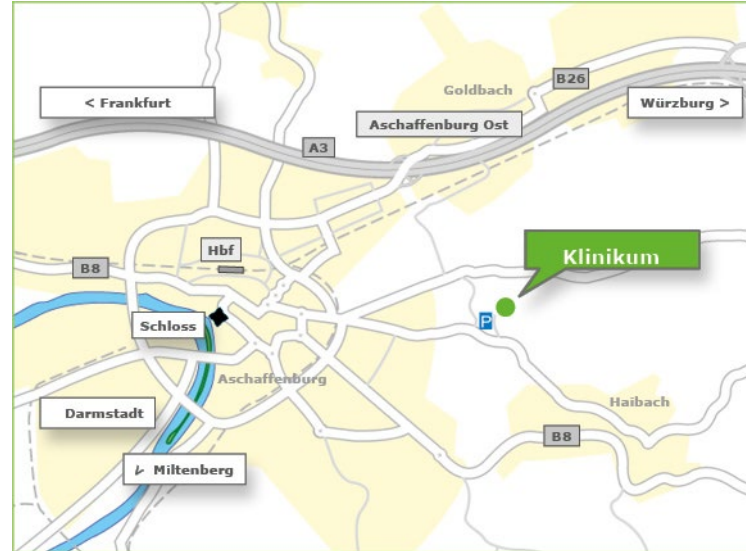 Goldbach
B26
< Frankfurt
Würzburg >
Aschaffenburg Ost
A3
Hbf
Klinikum
B8
P
Schloss
Aschaffenburg
Darmstadt
Haibach
B8
< Miltenberg